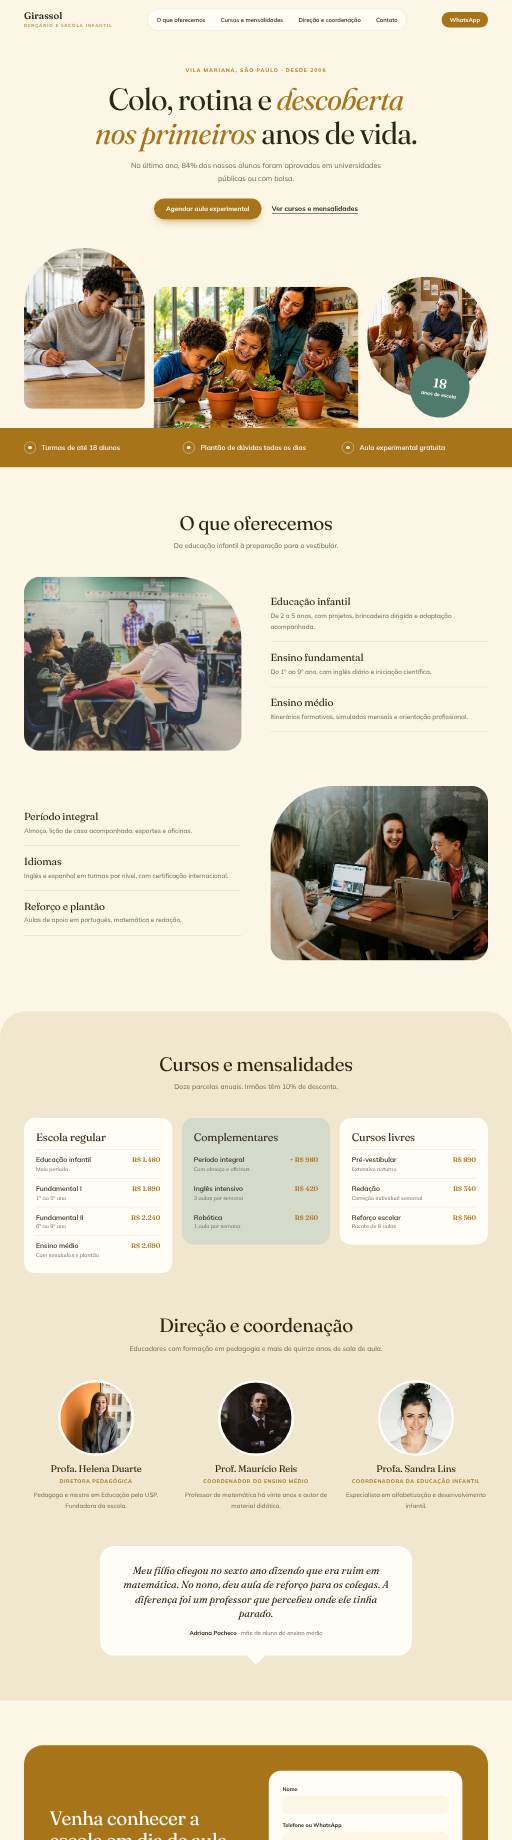 Girassol
BERÇÁRIO E ESCOLA INFANTIL
O que oferecemos
Cursos e mensalidades
Direção e coordenação
Contato
WhatsApp
VILA MARIANA, SÃO PAULO · DESDE 2008
Colo, rotina e descoberta
nos primeiros anos de vida.
No último ano, 84% dos nossos alunos foram aprovados em universidades
públicas ou com bolsa.
Agendar aula experimental
Ver cursos e mensalidades
18
anos de escola
Turmas de até 18 alunos
Plantão de dúvidas todos os dias
Aula experimental gratuita
O que oferecemos
Da educação infantil à preparação para o vestibular.
Educação infantil
De 2 a 5 anos, com projetos, brincadeira dirigida e adaptação
acompanhada.
Ensino fundamental
Do 1º ao 9º ano, com inglês diário e iniciação científica.
Ensino médio
Itinerários formativos, simulados mensais e orientação profissional.
Período integral
Almoço, lição de casa acompanhada, esportes e oficinas.
Idiomas
Inglês e espanhol em turmas por nível, com certificação internacional.
Reforço e plantão
Aulas de apoio em português, matemática e redação.
Cursos e mensalidades
Doze parcelas anuais. Irmãos têm 10% de desconto.
Escola regular
Educação infantil R$ 1.480
Meio período
Fundamental I R$ 1.890
1º ao 5º ano
Fundamental II R$ 2.240
6º ao 9º ano
Ensino médio R$ 2.690
Com simulados e plantão
Complementares
Período integral + R$ 980
Com almoço e oficinas
Inglês intensivo R$ 420
3 aulas por semana
Robótica R$ 260
1 aula por semana
Cursos livres
Pré-vestibular R$ 890
Extensivo noturno
Redação R$ 340
Correção individual semanal
Reforço escolar R$ 560
Pacote de 8 aulas
Direção e coordenação
Educadores com formação em pedagogia e mais de quinze anos de sala de aula.
Profa. Helena Duarte
DIRETORA PEDAGÓGICA
Pedagoga e mestre em Educação pela USP.
Fundadora da escola.
Prof. Maurício Reis
COORDENADOR DO ENSINO MÉDIO
Professor de matemática há vinte anos e autor de
material didático.
Profa. Sandra Lins
COORDENADORA DA EDUCAÇÃO INFANTIL
Especialista em alfabetização e desenvolvimento
infantil.
Meu filho chegou no sexto ano dizendo que era ruim em
matemática. No nono, deu aula de reforço para os colegas. A
diferença foi um professor que percebeu onde ele tinha
parado.
Adriana Pacheco · mãe de aluno do ensino médio
Venha conhecer a
escola em dia de aula
Nome
Telefone ou WhatsApp